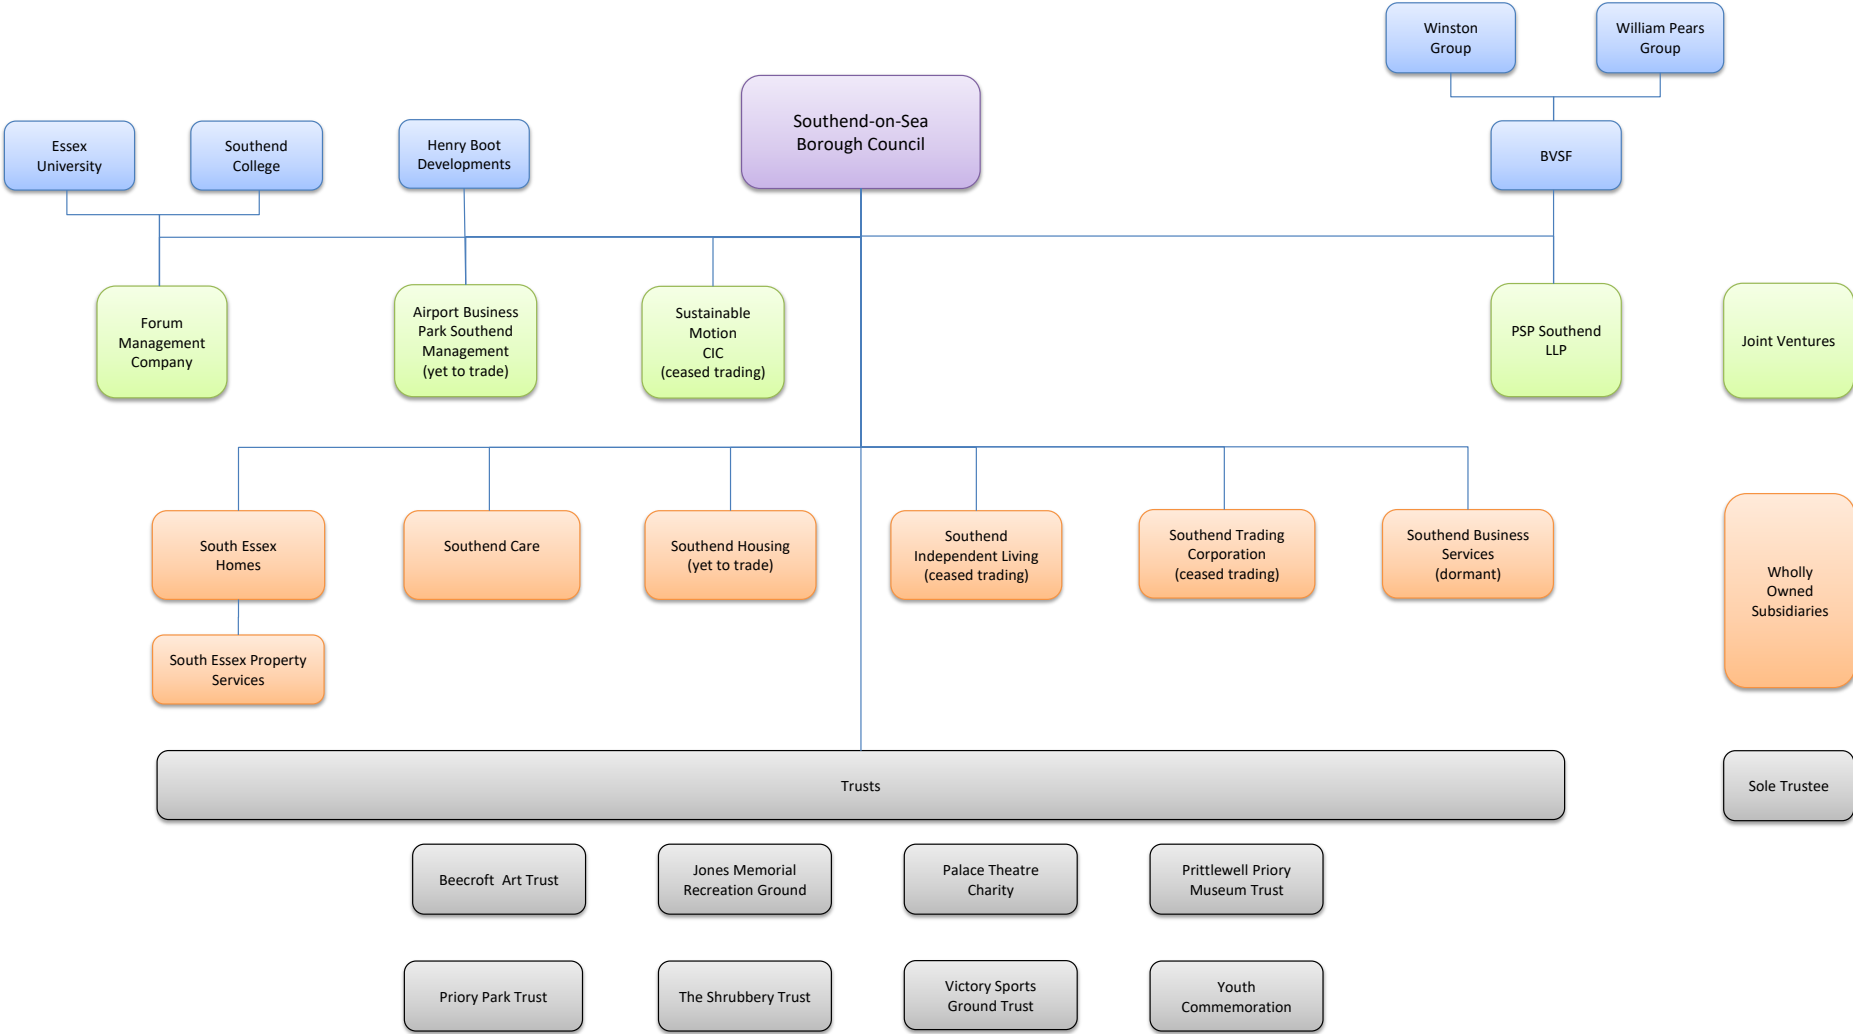 Winston
Group
William Pears
Group
Southend-on-Sea
Borough Council
Essex
University
Southend
College
Henry Boot
Developments
BVSF
Forum
Management
Company
Airport Business
Park Southend
Management
(yet to trade)
Sustainable
Motion
CIC
(ceased trading)
PSP Southend
LLP
Joint Ventures
South Essex
Homes
Southend Care
Southend Housing
(yet to trade)
Southend
Independent Living
(ceased trading)
Southend Trading
Corporation
(ceased trading)
Southend Business
Services
(dormant)
Wholly
Owned
Subsidiaries
South Essex Property
Services
Trusts
Sole Trustee
Beecroft  Art Trust
Jones Memorial
Recreation Ground
Palace Theatre
Charity
Prittlewell Priory
Museum Trust
Priory Park Trust
The Shrubbery Trust
Victory Sports
Ground Trust
Youth
Commemoration